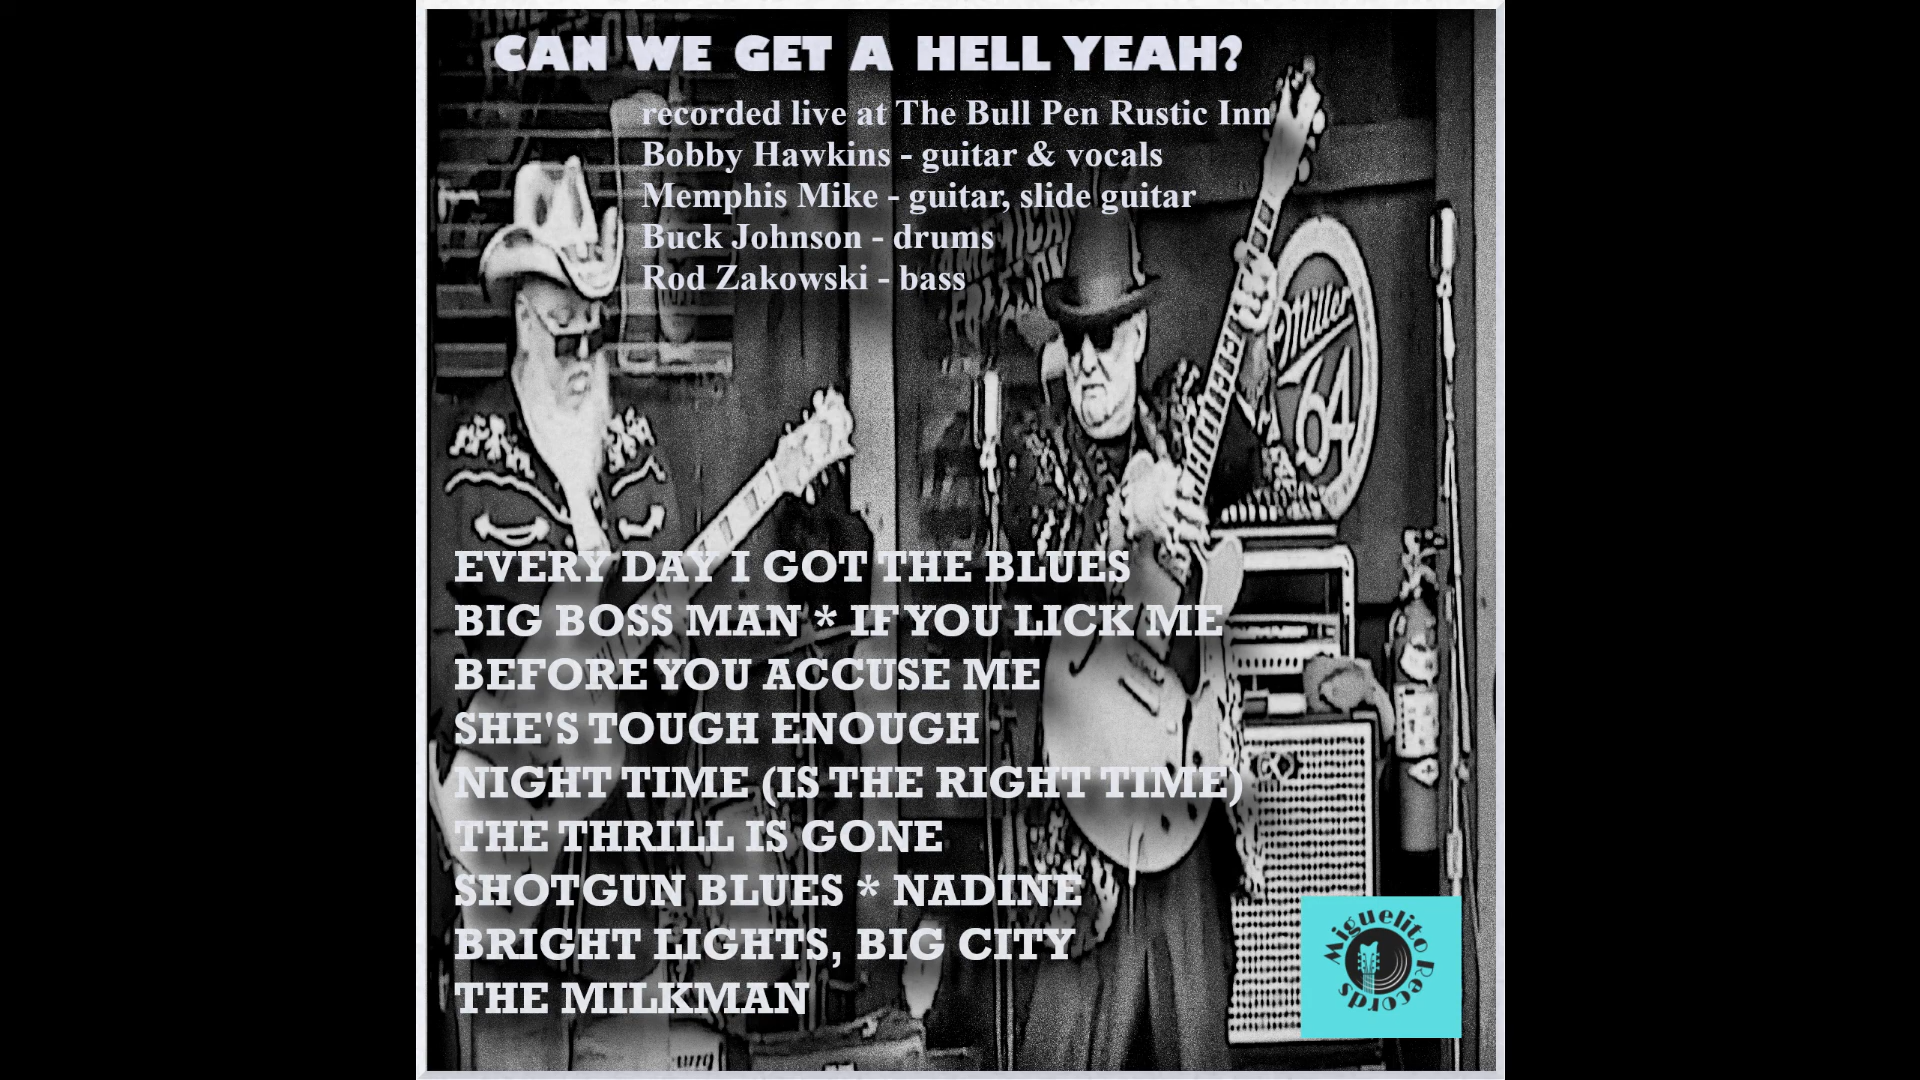 CAN WE GET A HELL YEAH?
recorded live at The Bull Pen Rustic Inn
Bobby Hawkins - guitar & vocals
Memphis Mike - guitar, slide guitar
Buck Johnson - drums
Rod Zakowski - bass
Miller
64
EVERY DAY I GOT THE BLUES
BIG BOSS MAN * IF YOU LICK ME
BEFORE YOU ACCUSE ME
SHE'S TOUGH ENOUGH
NIGHT TIME (IS THE RIGHT TIME)
THE THRILL IS GONE
SHOTGUN BLUES * NADINE
BRIGHT LIGHTS, BIG CITY
THE MILKMAN
Miguelito Records